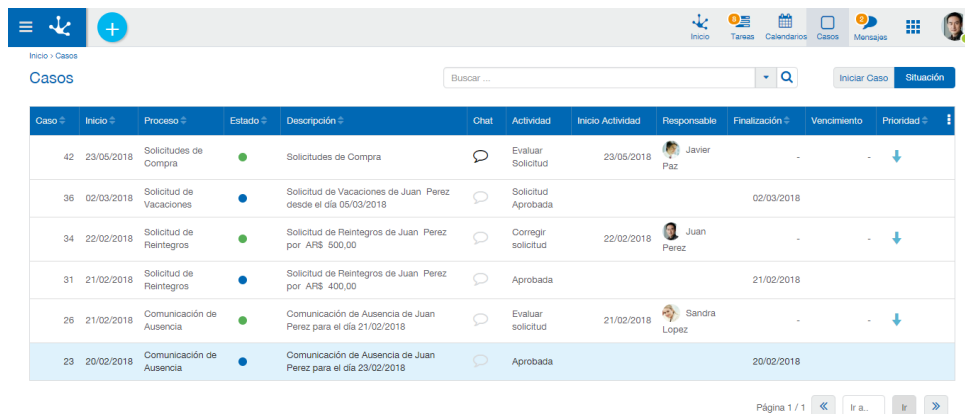 9
2
Inicio
Tareas
Calendarios
Casos
Mensajes
Inicio > Casos
Casos
Buscar ...
Iniciar Caso
Situación
Caso Inicio Proceso Estado Descripción Chat Actividad Inicio Actividad Responsable Finalización Vencimiento Prioridad
42 23/05/2018 Solicitudes de Compra Solicitudes de Compra Evaluar Solicitud 23/05/2018 Javier Paz - -
36 02/03/2018 Solicitud de Vacaciones Solicitud de Vacaciones de Juan Perez desde el día 05/03/2018 Solicitud Aprobada 02/03/2018
34 22/02/2018 Solicitud de Reintegros Solicitud de Reintegros de Juan Perez por AR$ 500,00 Corregir solicitud 22/02/2018 Juan Perez - -
31 21/02/2018 Solicitud de Reintegros Solicitud de Reintegros de Juan Perez por AR$ 400,00 Aprobada 21/02/2018
26 21/02/2018 Comunicación de Ausencia Comunicación de Ausencia de Juan Perez para el día 21/02/2018 Evaluar solicitud 21/02/2018 Sandra Lopez - -
23 20/02/2018 Comunicación de Ausencia Comunicación de Ausencia de Juan Perez para el día 23/02/2018 Aprobada 20/02/2018
Página 1 / 1
Ir a..
Ir